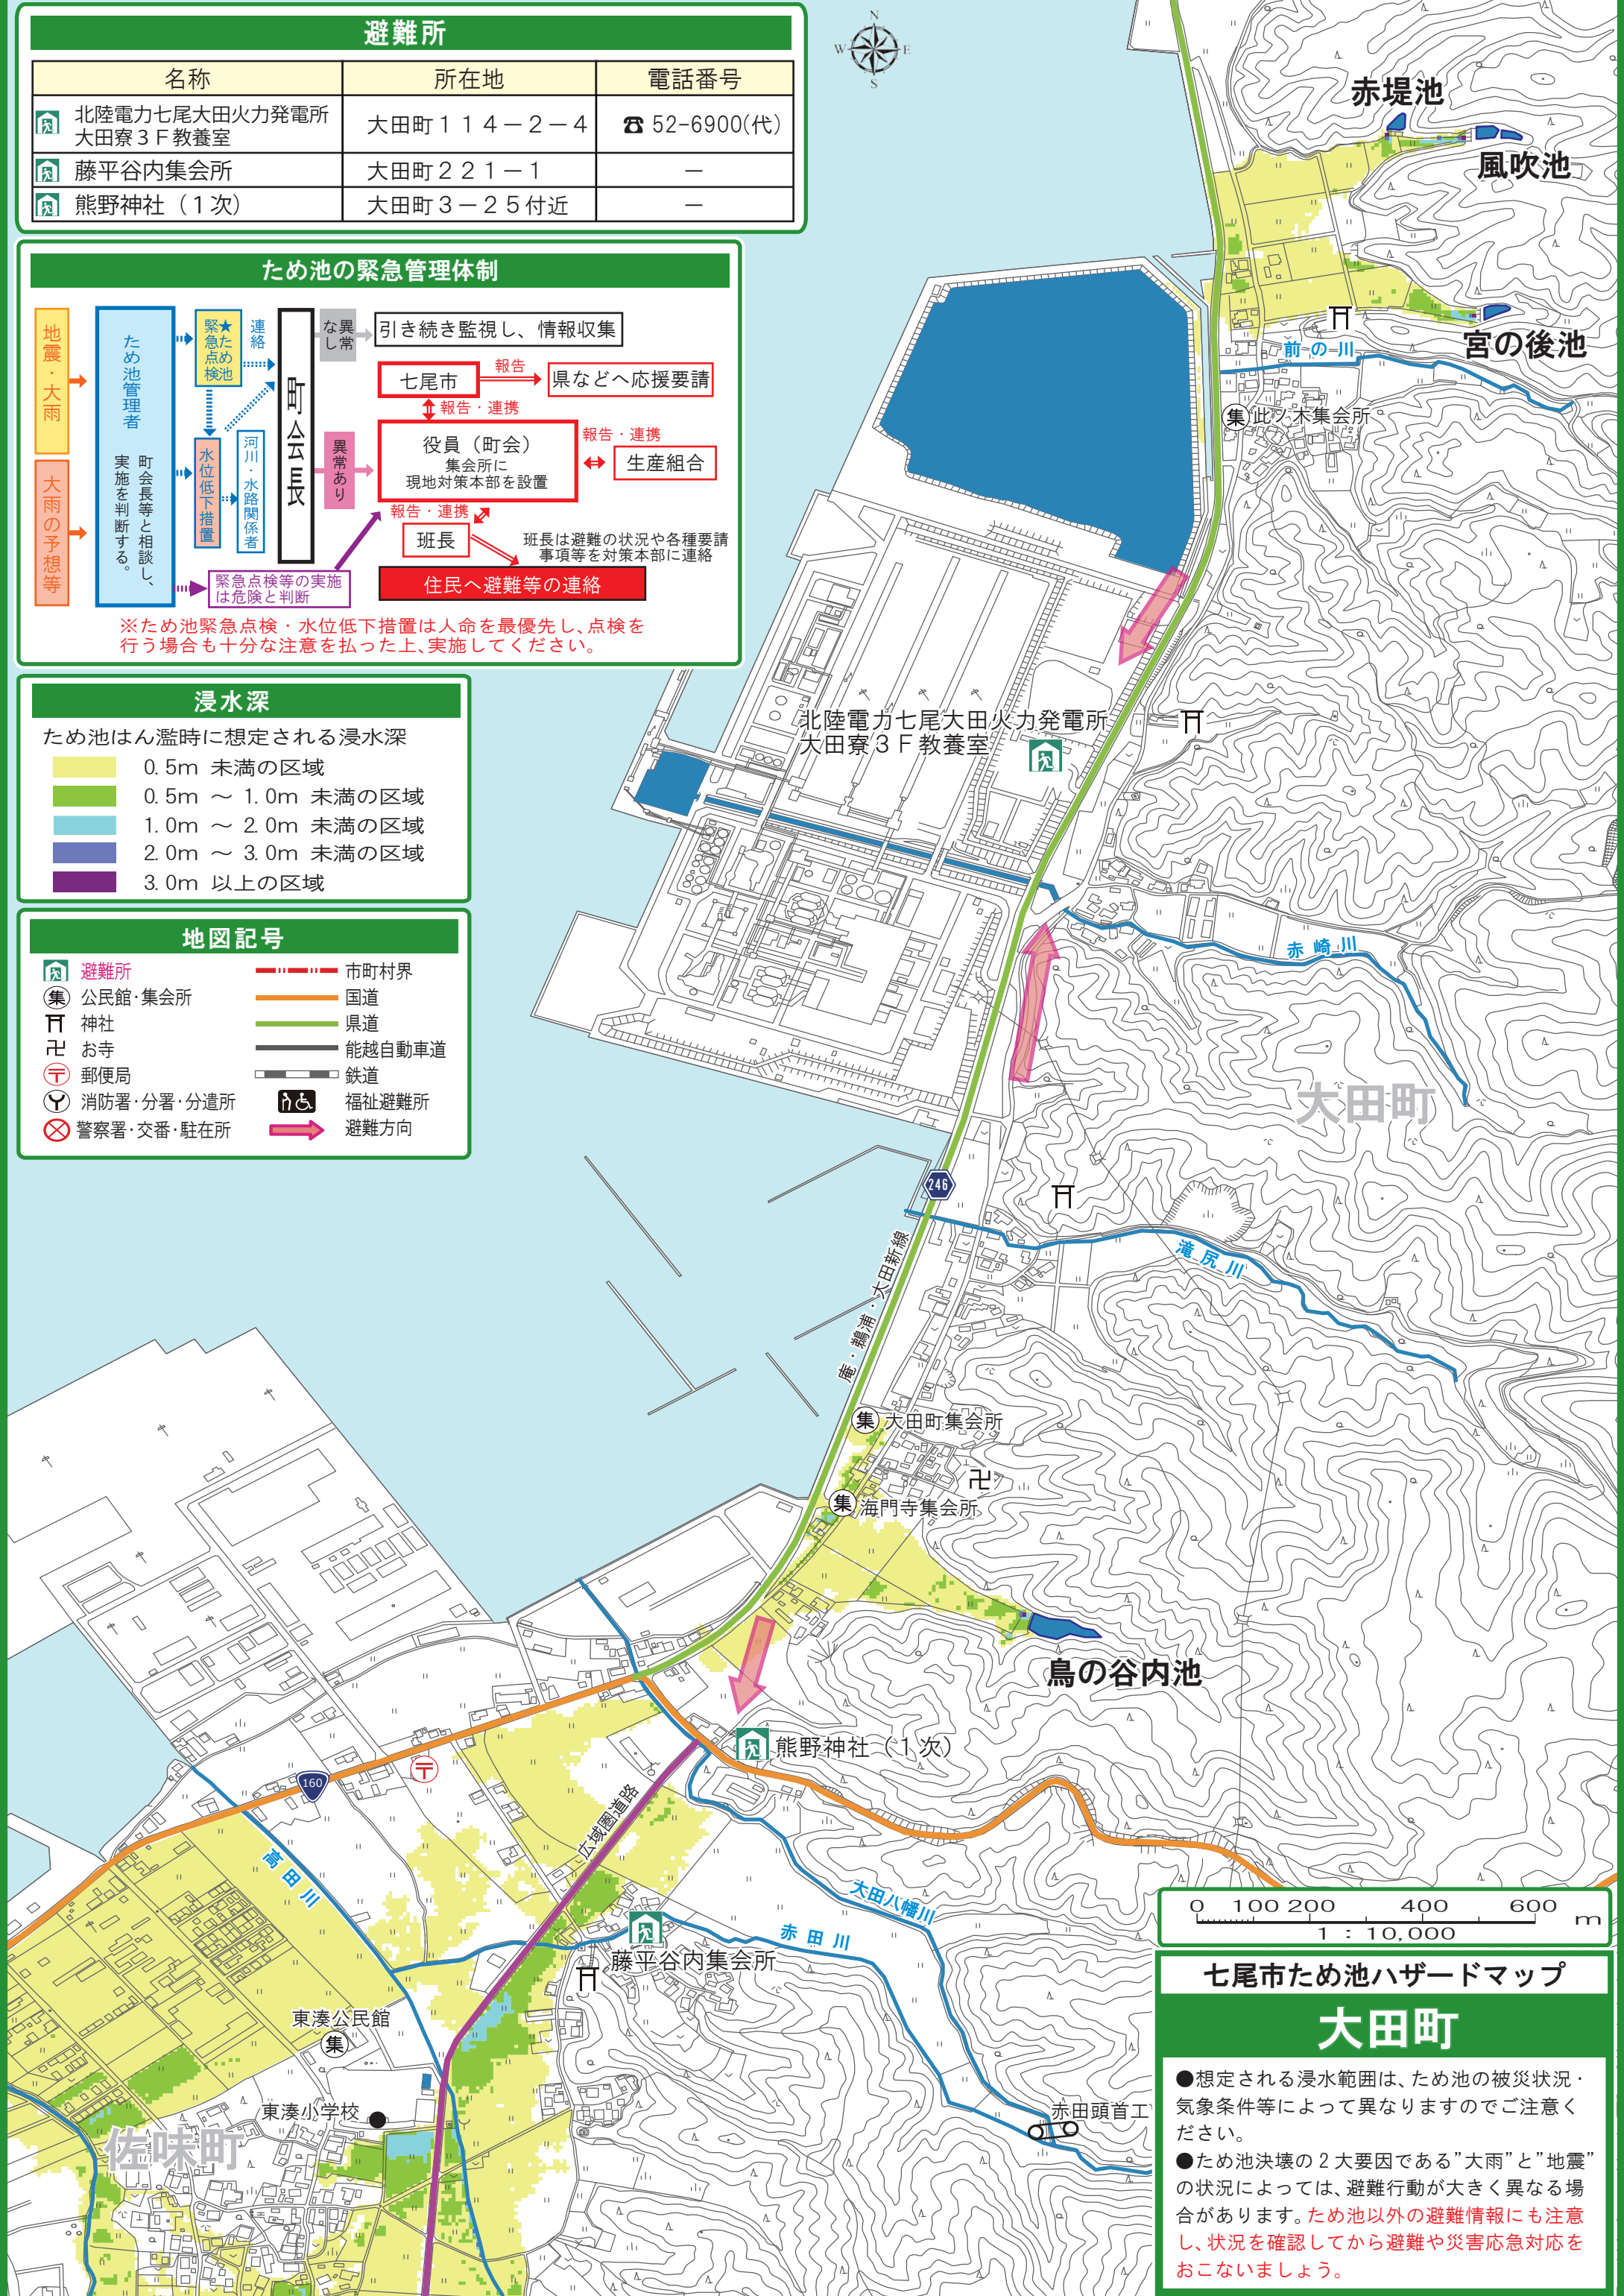 避難所
名称 所在地 電話番号
北陸電力七尾大田火力発電所
大田寮３Ｆ教養室
大田町１１４－２－４
☎ 52-6900(代)
藤平谷内集会所 大田町２２１－１ －
熊野神社（１次） 大田町３－２５付近 －
N
W
E
S
ため池の緊急管理体制
地震・大雨
大雨の予想等
ため池管理者
町会長等と相談し、
実施を判断する。
★ため池
緊急点検
連絡
水位低下措置
河川・水路関係者
緊急点検等の実施
は危険と判断
町会長
異常
なし
異常あり
引き続き監視し、情報収集
七尾市
報告
県などへ応援要請
報告・連携
役員（町会）
集会所に
現地対策本部を設置
報告・連携
生産組合
報告・連携
班長
班長は避難の状況や各種要請
事項等を対策本部に連絡
住民へ避難等の連絡
※ため池緊急点検・水位低下措置は人命を最優先し、点検を
行う場合も十分な注意を払った上、実施してください。
浸水深
ため池はん濫時に想定される浸水深
0.5m 未満の区域
0.5m ～ 1.0m 未満の区域
1.0m ～ 2.0m 未満の区域
2.0m ～ 3.0m 未満の区域
3.0m 以上の区域
地図記号
避難所
集 公民館・集会所
神社
お寺
郵便局
消防署・分署・分遣所
警察署・交番・駐在所
市町村界
国道
県道
能越自動車道
鉄道
福祉避難所
避難方向
赤堤池
風吹池
宮の後池
前の川
集 此ノ木集会所
北陸電力七尾大田火力発電所
大田寮３Ｆ教養室
赤崎川
大田町
246
滝尻川
庵・鵜浦・大田新線
集 大田町集会所
集 海門寺集会所
鳥の谷内池
熊野神社（１次）
160
広域圏道路
高田川
大田八幡川
赤田川
藤平谷内集会所
東湊公民館
集
東湊小学校
佐味町
赤田頭首工
0 100 200 400 600 m
1 : 10,000
七尾市ため池ハザードマップ
大田町
●想定される浸水範囲は、ため池の被災状況・
気象条件等によって異なりますのでご注意く
ださい。
●ため池決壊の２大要因である”大雨”と”地震”
の状況によっては、避難行動が大きく異なる場
合があります。ため池以外の避難情報にも注意
し、状況を確認してから避難や災害応急対応を
おこないましょう。